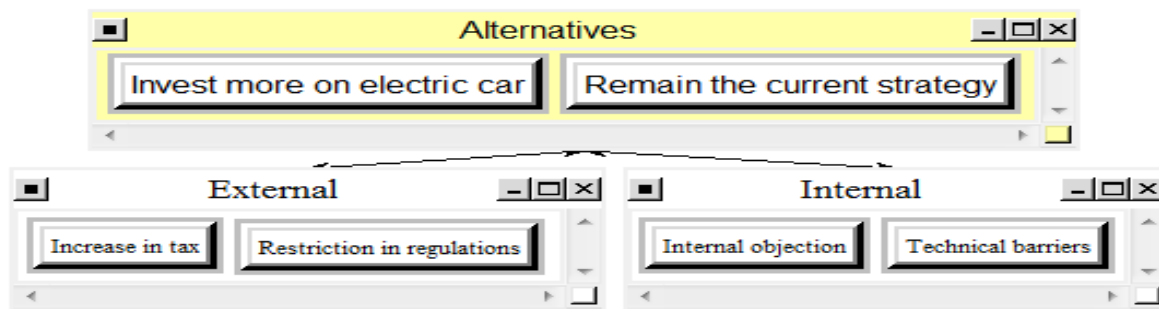 Alternatives
Invest more on electric car Remain the current strategy
External Internal
Increase in tax Restriction in regulations Internal objection Technical barriers